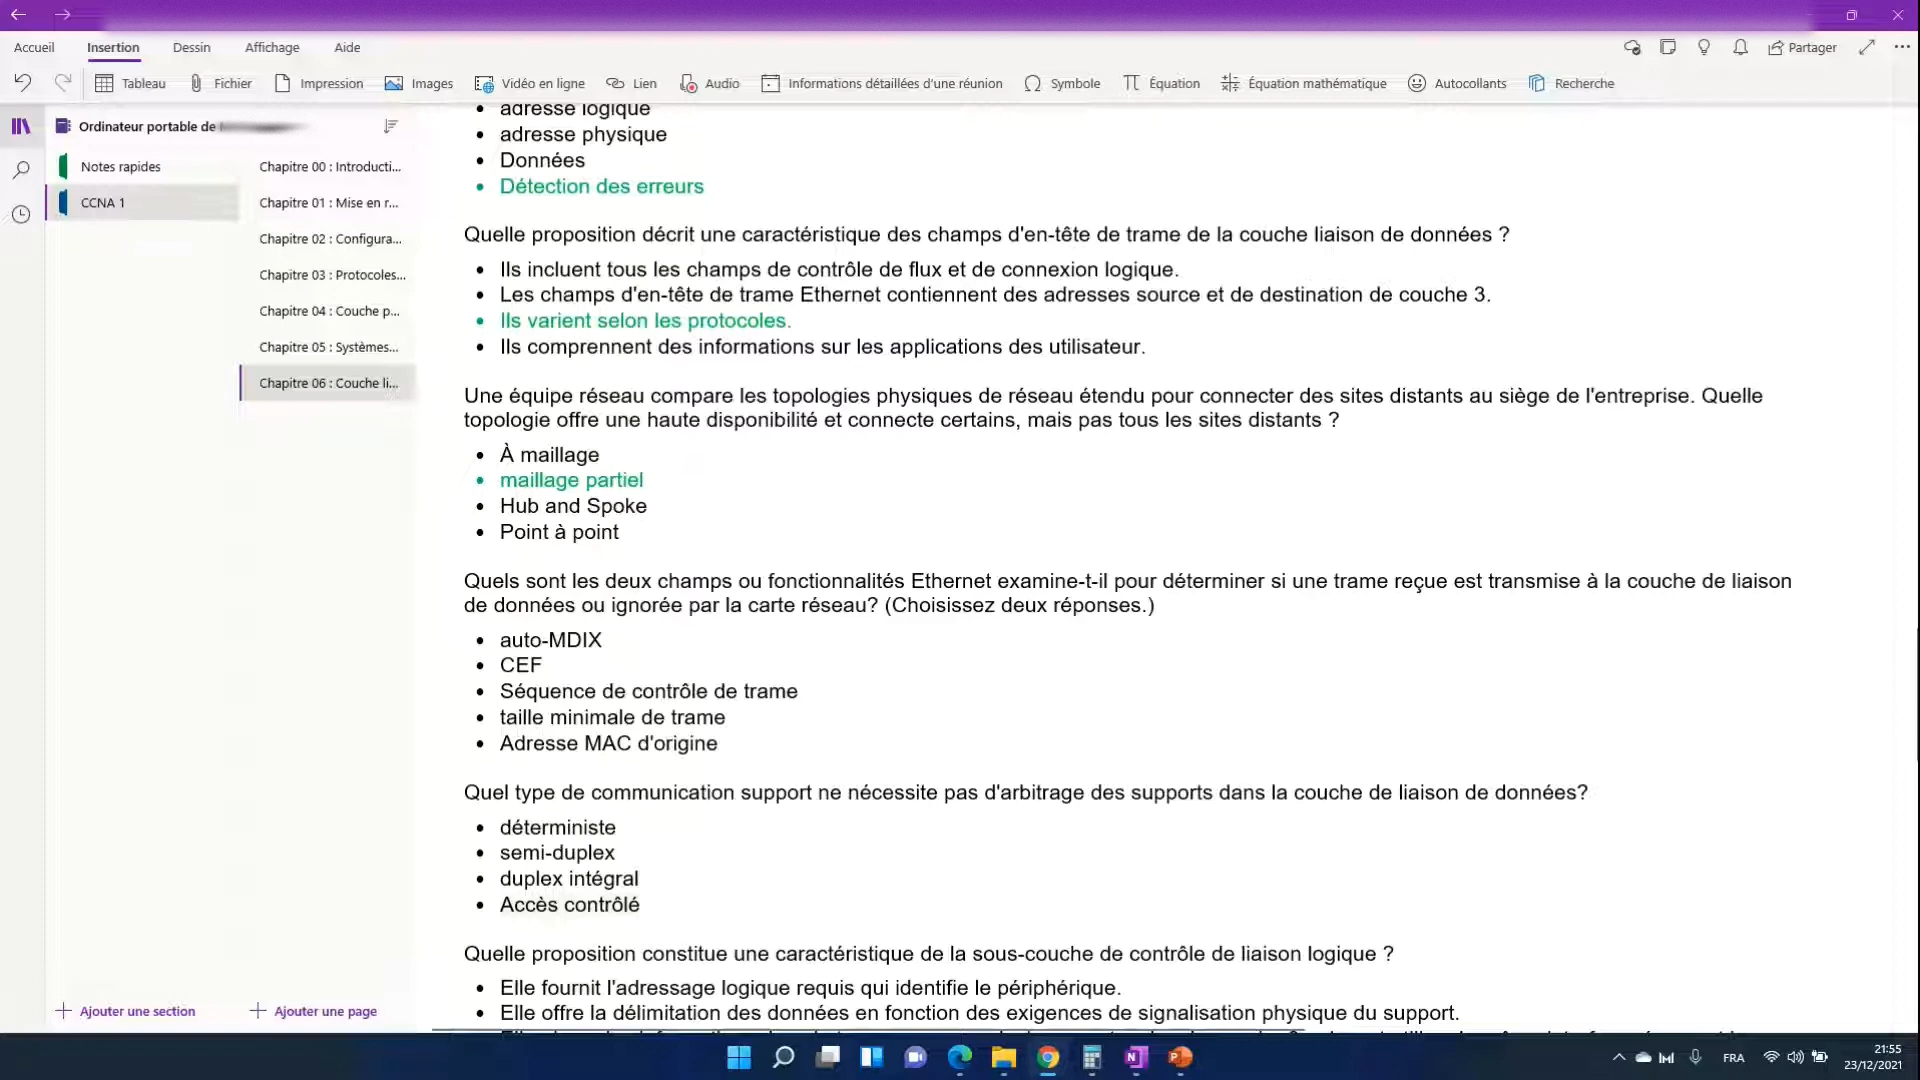 Accueil
Insertion
Dessin
Affichage
Aide
Partager
Tableau
Fichier
Impression
Images
Vidéo en ligne
Lien
Audio
Informations détaillées d'une réunion
Symbole
Équation
Équation mathématique
Autocollants
Recherche
Ordinateur portable de
Notes rapides
CCNA 1
Chapitre 00 : Introducti...
Chapitre 01 : Mise en r...
Chapitre 02 : Configura...
Chapitre 03 : Protocoles...
Chapitre 04 : Couche p...
Chapitre 05 : Systèmes...
Chapitre 06 : Couche li...
Ajouter une section
Ajouter une page
adresse logique
adresse physique
Données
Détection des erreurs
Quelle proposition décrit une caractéristique des champs d'en-tête de trame de la couche liaison de données ?
Ils incluent tous les champs de contrôle de flux et de connexion logique.
Les champs d'en-tête de trame Ethernet contiennent des adresses source et de destination de couche 3.
Ils varient selon les protocoles.
Ils comprennent des informations sur les applications des utilisateur.
Une équipe réseau compare les topologies physiques de réseau étendu pour connecter des sites distants au siège de l'entreprise. Quelle
topologie offre une haute disponibilité et connecte certains, mais pas tous les sites distants ?
À maillage
maillage partiel
Hub and Spoke
Point à point
Quels sont les deux champs ou fonctionnalités Ethernet examine-t-il pour déterminer si une trame reçue est transmise à la couche de liaison
de données ou ignorée par la carte réseau? (Choisissez deux réponses.)
auto-MDIX
CEF
Séquence de contrôle de trame
taille minimale de trame
Adresse MAC d'origine
Quel type de communication support ne nécessite pas d'arbitrage des supports dans la couche de liaison de données?
déterministe
semi-duplex
duplex intégral
Accès contrôlé
Quelle proposition constitue une caractéristique de la sous-couche de contrôle de liaison logique ?
Elle fournit l'adressage logique requis qui identifie le périphérique.
Elle offre la délimitation des données en fonction des exigences de signalisation physique du support.
FRA
21:55
23/12/2021